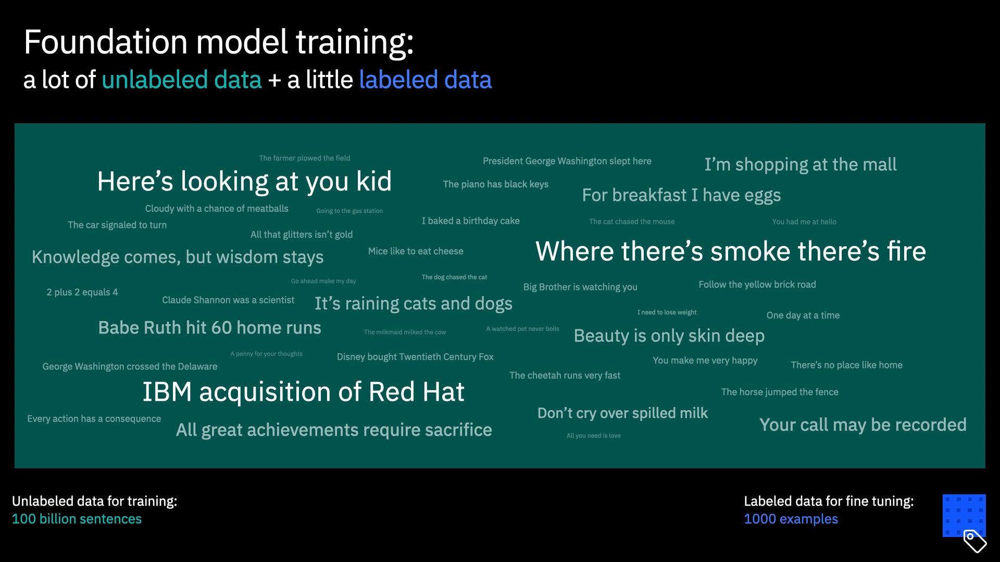 Foundation model training:
a lot of unlabeled data + a little labeled data
The farmer plowed the field
President George Washington slept here
I’m shopping at the mall
Here’s looking at you kid
The piano has black keys
For breakfast I have eggs
Cloudy with a chance of meatballs
Going to the gas station
I baked a birthday cake
The cat chased the mouse
You had me at hello
The car signaled to turn
All that glitters isn’t gold
Knowledge comes, but wisdom stays
Mice like to eat cheese
Where there’s smoke there’s fire
Go ahead make my day
The dog chased the cat
Big Brother is watching you
Follow the yellow brick road
2 plus 2 equals 4
Claude Shannon was a scientist
It’s raining cats and dogs
I need to lose weight
One day at a time
Babe Ruth hit 60 home runs
The milkmaid milked the cow
A watched pot never boils
Beauty is only skin deep
A penny for your thoughts
Disney bought Twentieth Century Fox
You make me very happy
There’s no place like home
George Washington crossed the Delaware
The cheetah runs very fast
IBM acquisition of Red Hat
The horse jumped the fence
Every action has a consequence
All great achievements require sacrifice
Don’t cry over spilled milk
Your call may be recorded
All you need is love
Unlabeled data for training:
100 billion sentences
Labeled data for fine tuning:
1000 examples